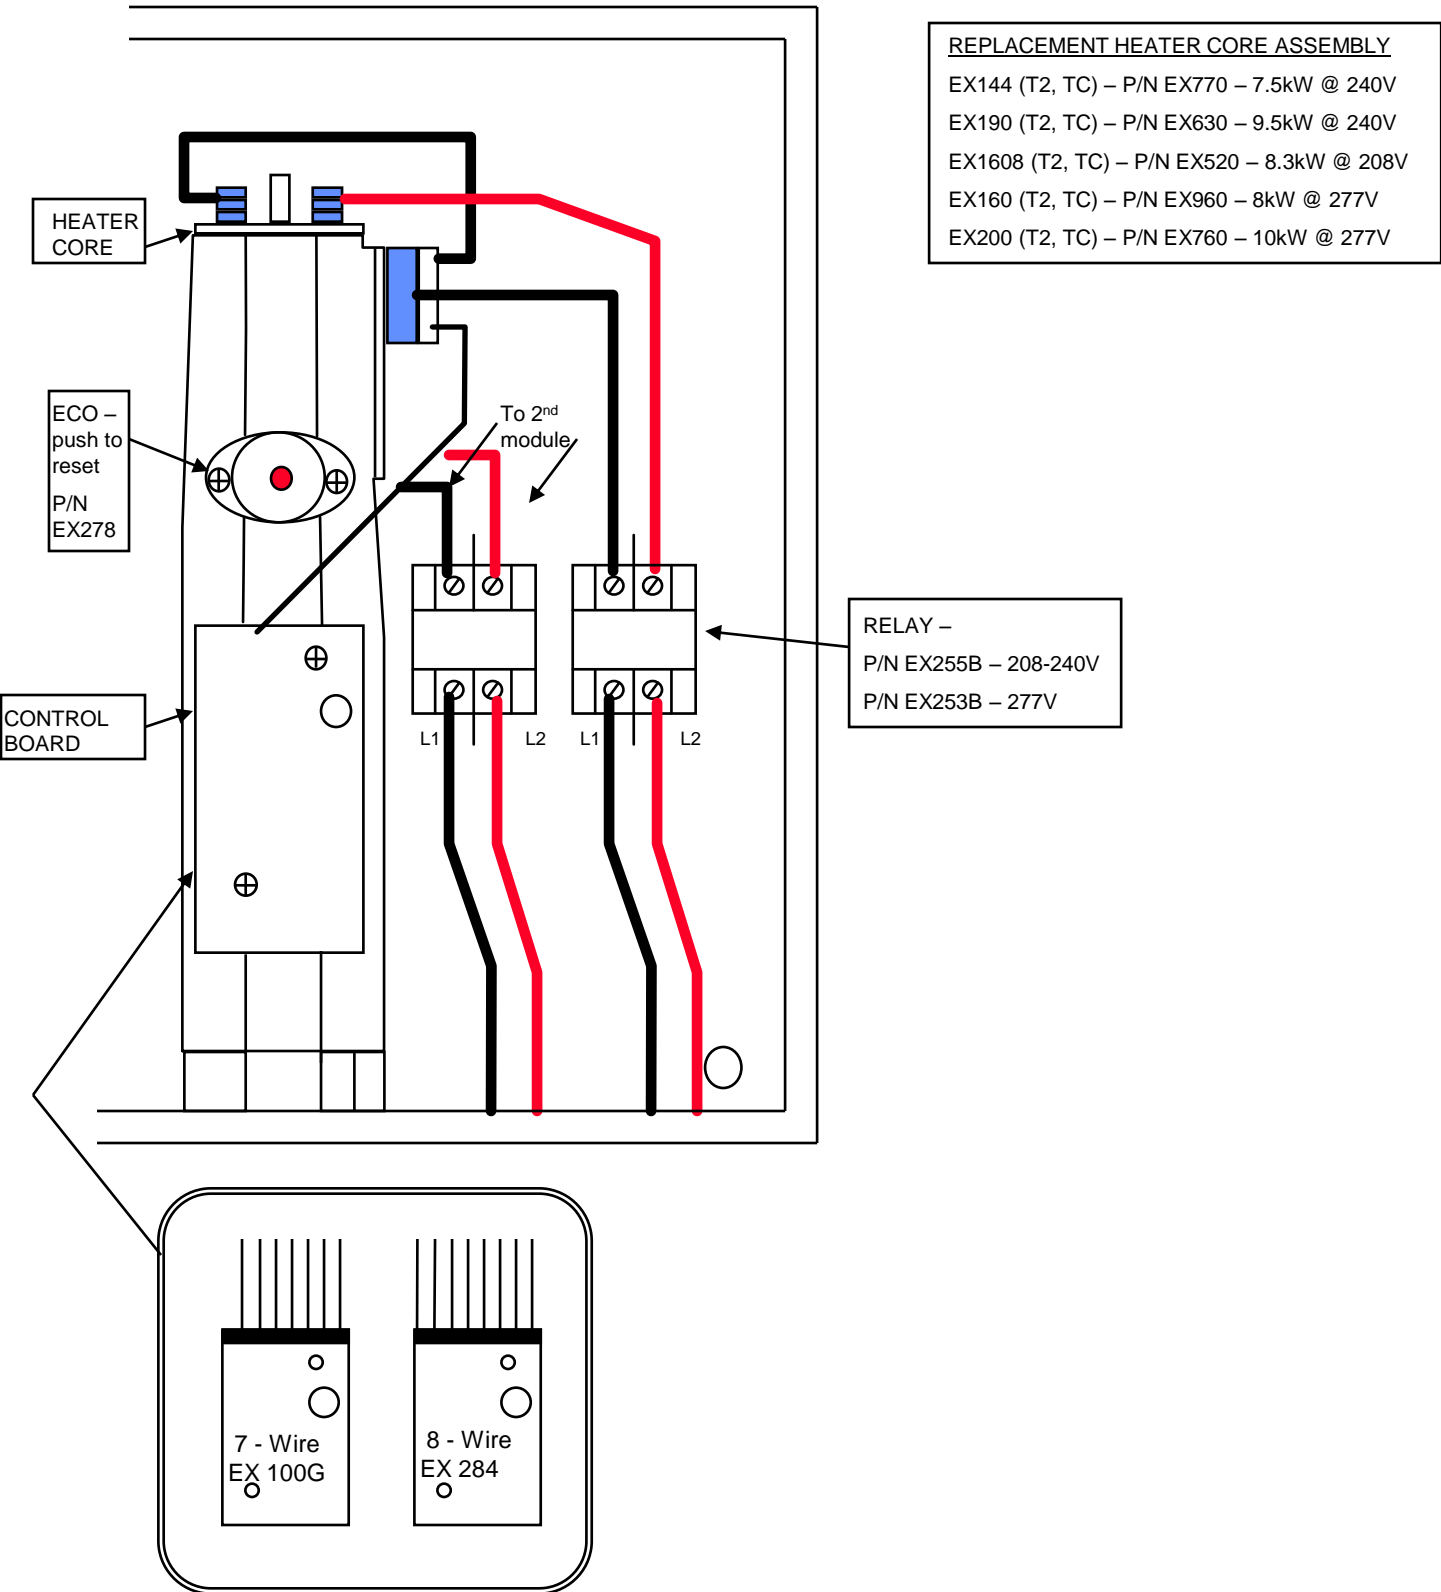 REPLACEMENT HEATER CORE ASSEMBLY
EX144 (T2, TC) – P/N EX770 – 7.5kW @ 240V
EX190 (T2, TC) – P/N EX630 – 9.5kW @ 240V
EX1608 (T2, TC) – P/N EX520 – 8.3kW @ 208V
EX160 (T2, TC) – P/N EX960 – 8kW @ 277V
EX200 (T2, TC) – P/N EX760 – 10kW @ 277V
HEATER
CORE
ECO –
push to
reset
P/N
EX278
To 2nd
module
RELAY –
P/N EX255B – 208-240V
P/N EX253B – 277V
CONTROL
BOARD
L1 L2 L1 L2
7 - Wire
EX 100G
8 - Wire
EX 284